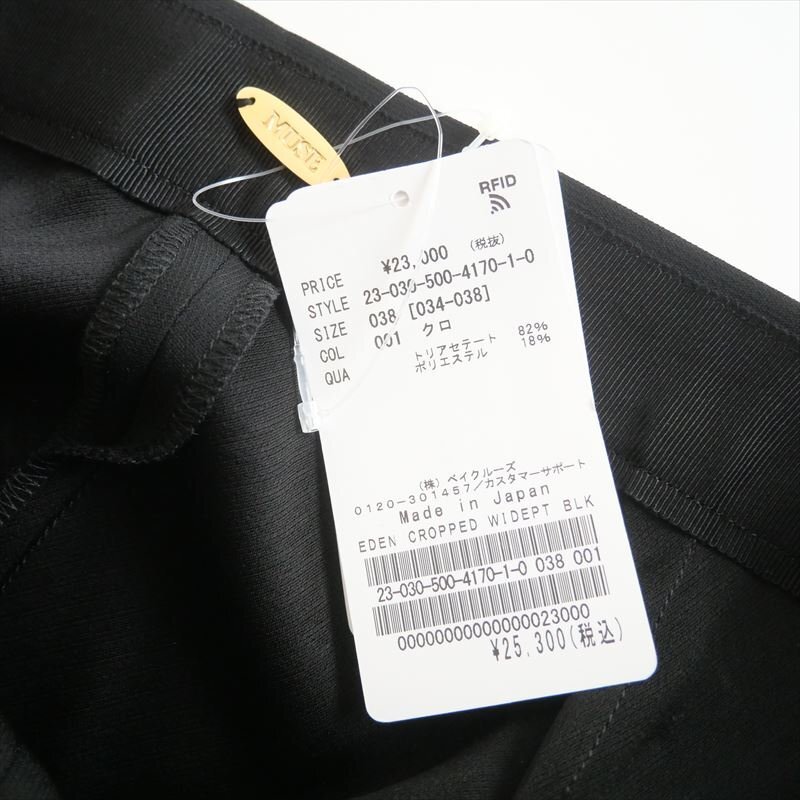 MUSE
RFID
PRICE ¥23,000 (税抜)
STYLE 23-030-500-4170-1-0
SIZE 038 [034-038]
COL 001 クロ
QUA トリアセテート 82%
ポリエステル 18%
(株) ベイクルーズ
0120-301457/カスタマーサポート
Made in Japan
EDEN CROPPED WIDEPT BLK
23-030-500-4170-1-0 038 001
00000000000000023000
¥25,300(税込)